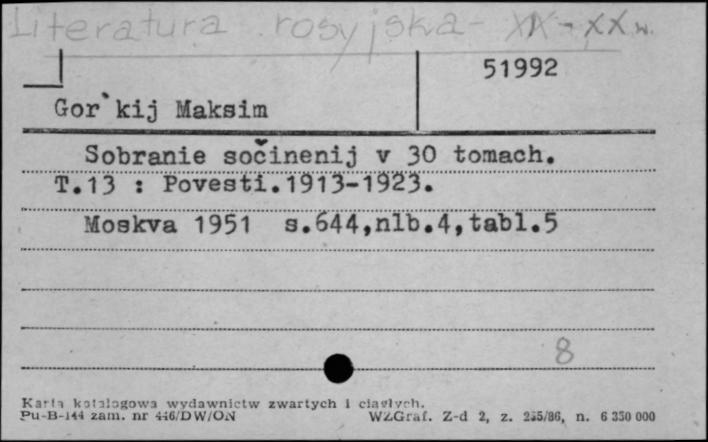 Literatura rosyjska - XIX - XX w.
51992
Gor`kij Maksim
Sobranie sočinenij v 30 tomach.
T.13 : Povesti.1913-1923.
Moskva 1951 s.644,nlb.4,tabl.5
8
Karta katalogowa wydawnictw zwartych i ciągłych.
Pu-B-144 zam. nr 446/DW/ON WZGraf. Z-d 2, z. 235/86, n. 6 350 000